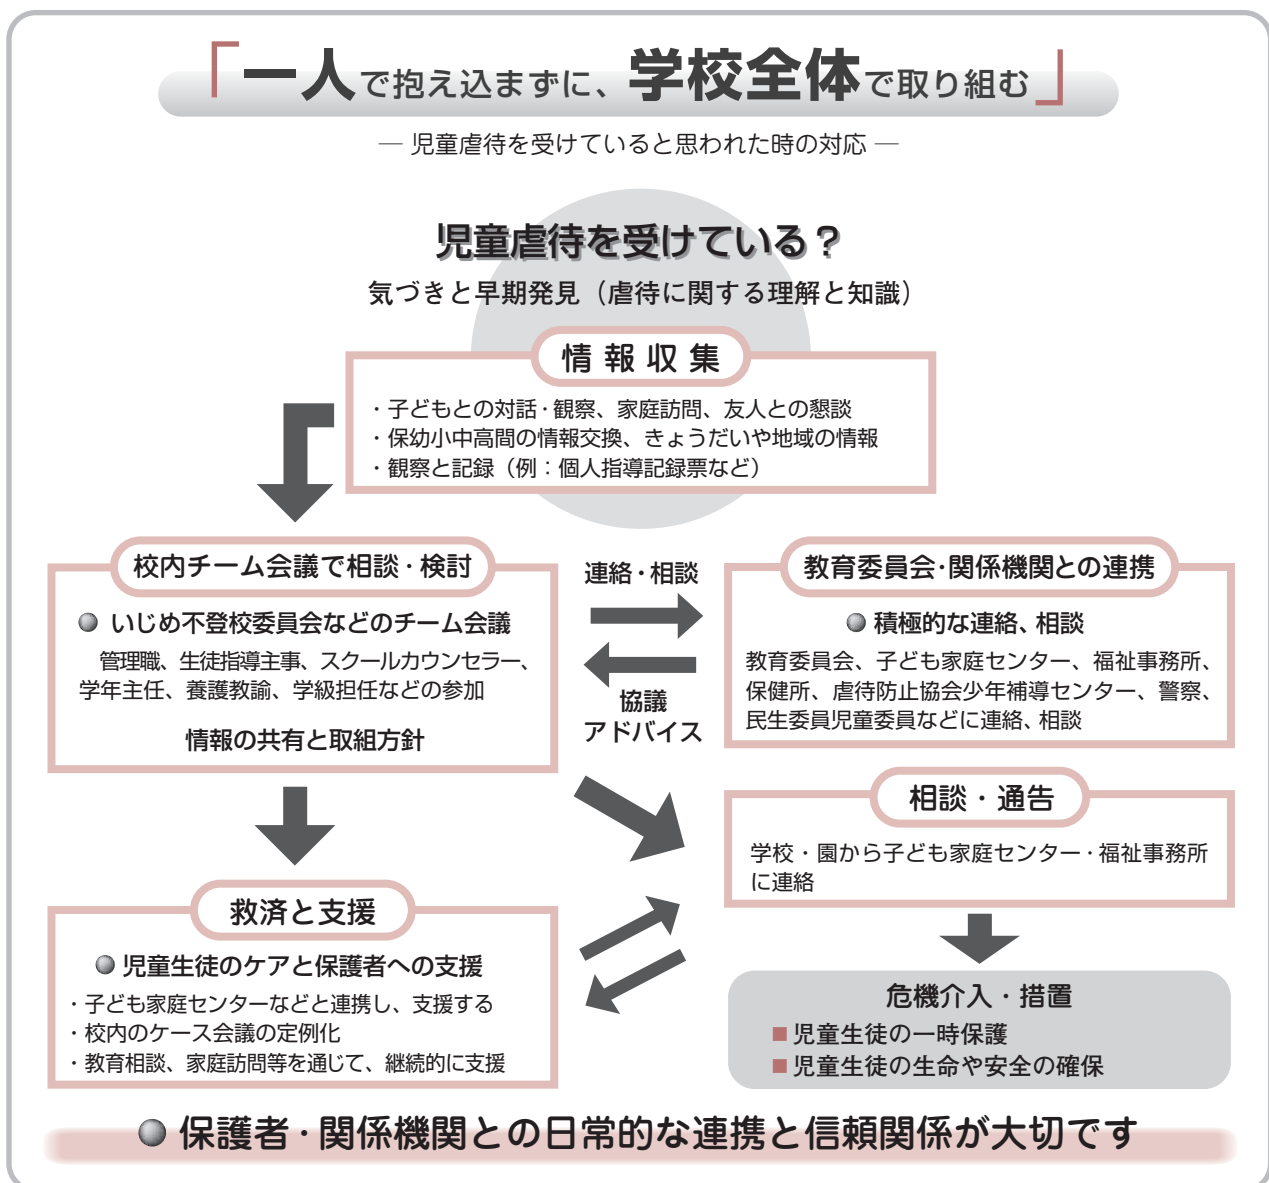 「一人で抱え込まずに、学校全体で取り組む」
― 児童虐待を受けていると思われた時の対応 ―
児童虐待を受けている？
気づきと早期発見（虐待に関する理解と知識）
情報収集
・子どもとの対話・観察、家庭訪問、友人との懇談
・保幼小中高間の情報交換、きょうだいや地域の情報
・観察と記録（例：個人指導記録票など）
校内チーム会議で相談・検討
いじめ不登校委員会などのチーム会議
管理職、生徒指導主事、スクールカウンセラー、
学年主任、養護教諭、学級担任などの参加
情報の共有と取組方針
連絡・相談
協議
アドバイス
教育委員会・関係機関との連携
積極的な連絡、相談
教育委員会、子ども家庭センター、福祉事務所、
保健所、虐待防止協会少年補導センター、警察、
民生委員児童委員などに連絡、相談
相談・通告
学校・園から子ども家庭センター・福祉事務所
に連絡
救済と支援
児童生徒のケアと保護者への支援
・子ども家庭センターなどと連携し、支援する
・校内のケース会議の定例化
・教育相談、家庭訪問等を通じて、継続的に支援
危機介入・措置
■児童生徒の一時保護
■児童生徒の生命や安全の確保
保護者・関係機関との日常的な連携と信頼関係が大切です